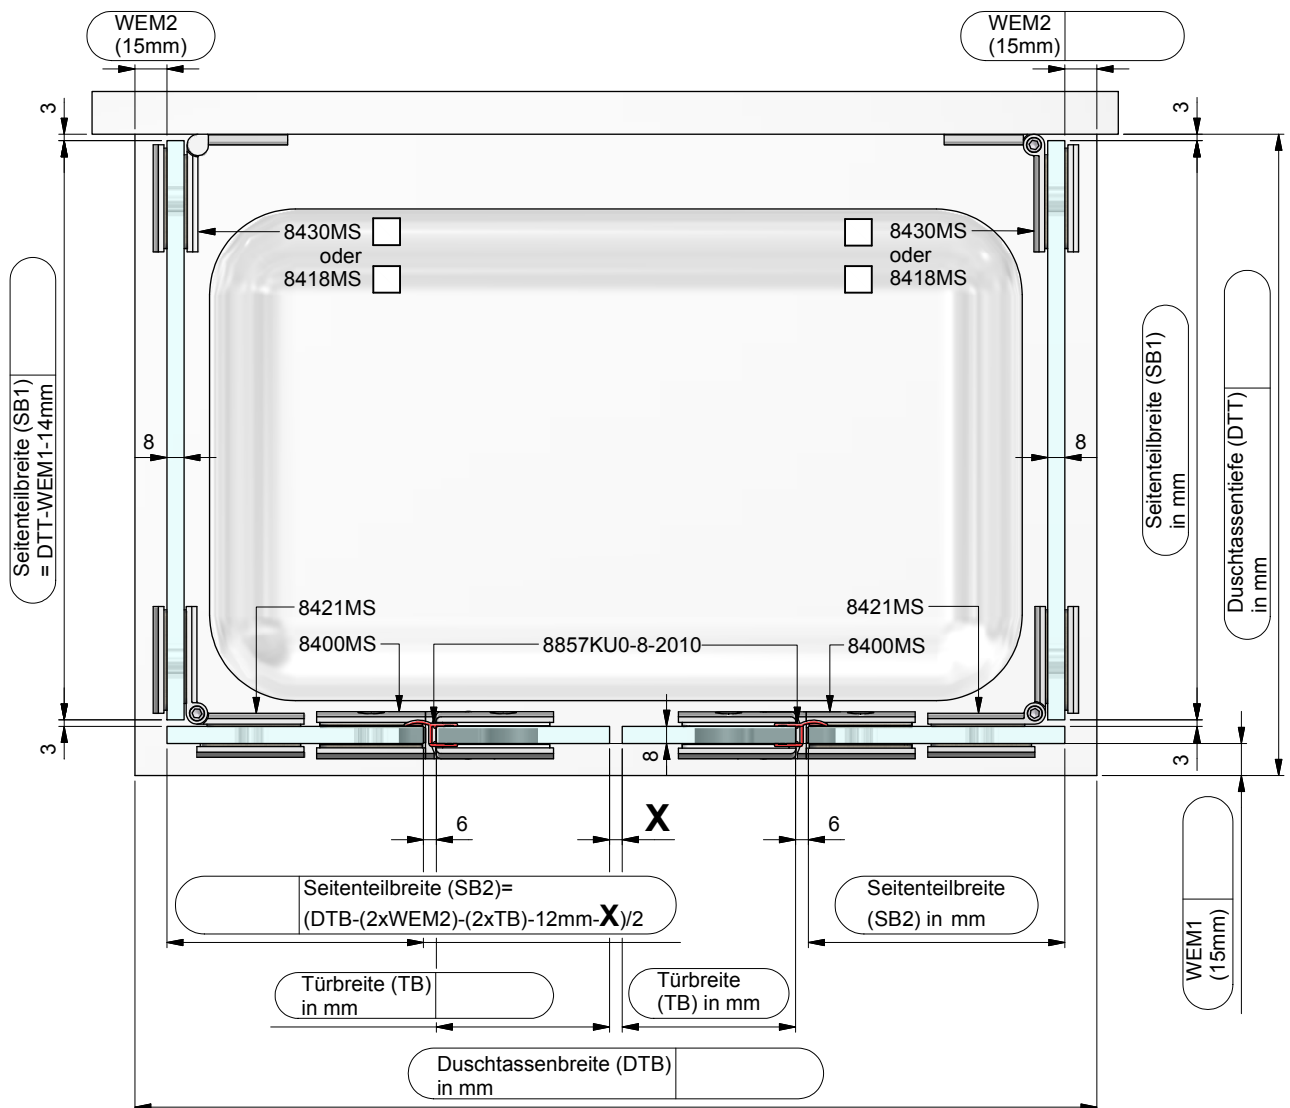 WEM2
(15mm)
WEM2
(15mm)
3
3
8430MS
oder
8418MS
8430MS
oder
8418MS
Seitenteilbreite (SB1)
= DTT-WEM1-14mm
8
8
Seitenteilbreite (SB1)
in mm
Duschtassentiefe (DTT)
in mm
8421MS
8421MS
8400MS
8857KU0-8-2010
8400MS
3
8
3
6
X
6
Seitenteilbreite (SB2)=
(DTB-(2xWEM2)-(2xTB)-12mm-X)/2
Seitenteilbreite
(SB2) in mm
WEM1
(15mm)
Türbreite (TB)
in mm
Türbreite
(TB) in mm
Duschtassenbreite (DTB)
in mm